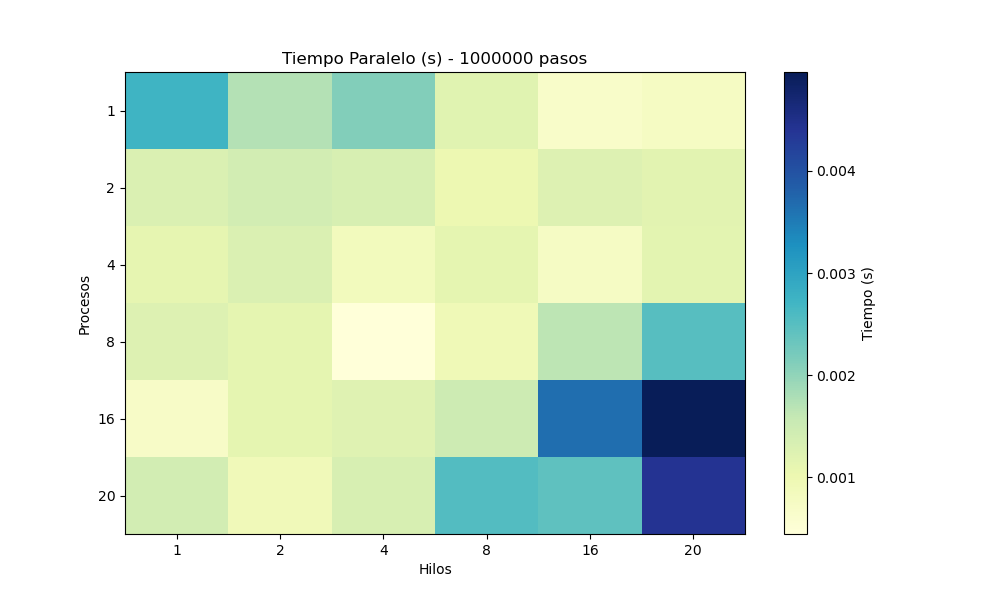 Tiempo Paralelo (s) - 1000000 pasos
Procesos
1
2
4
8
16
20
1 2 4 8 16 20
Hilos
0.004
0.003
0.002
0.001
Tiempo (s)